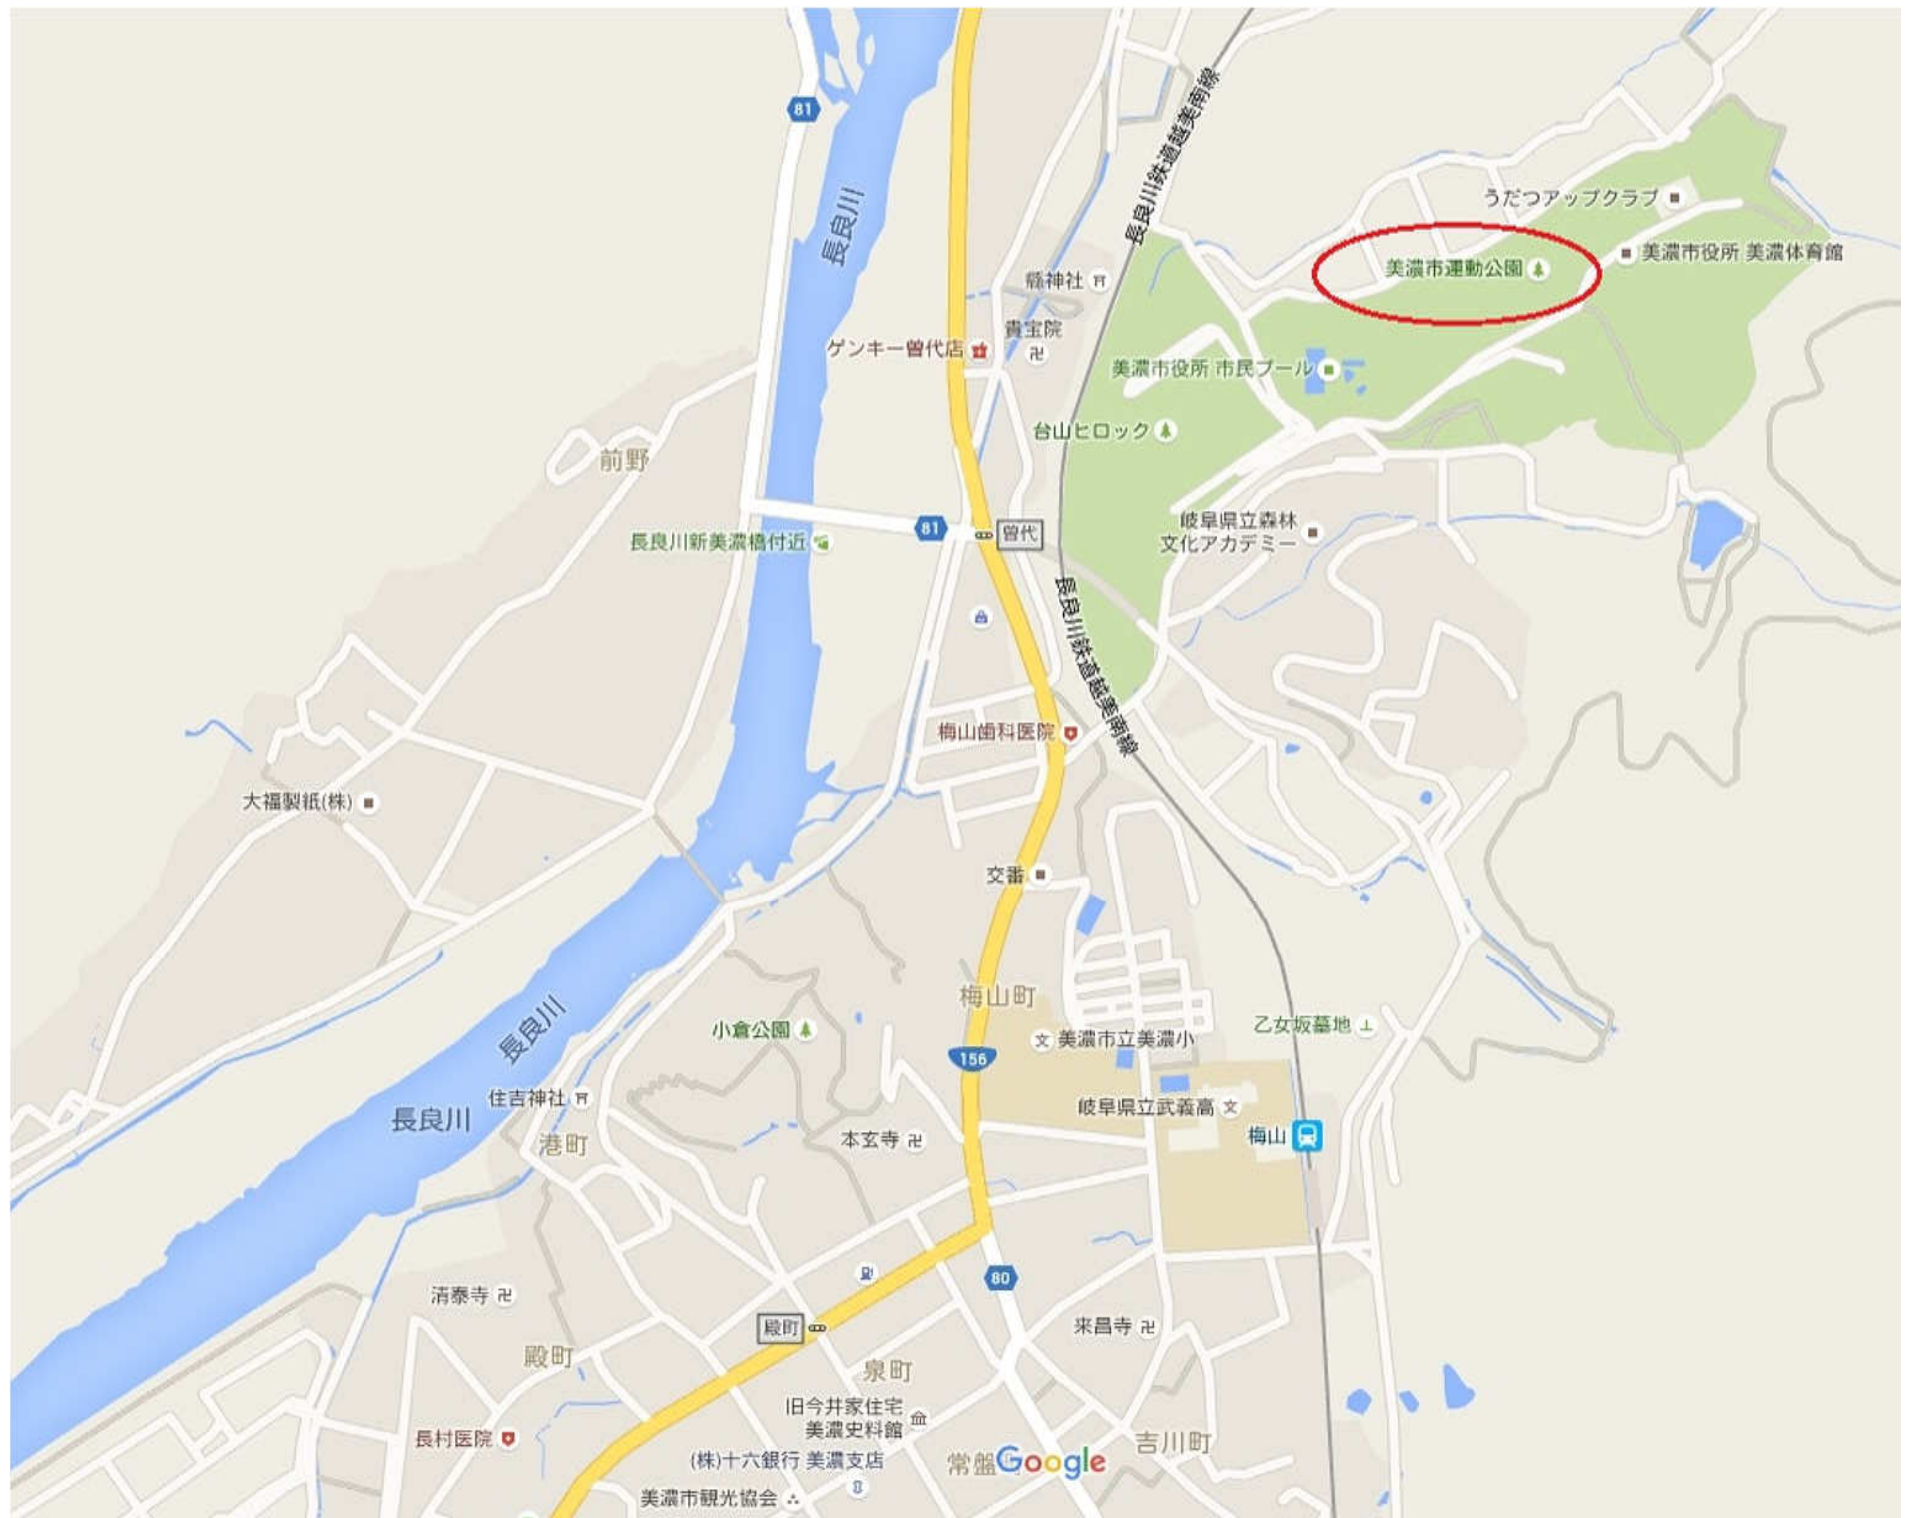 81
長良川鉄道越美南線
長良川
うだつアップクラブ
美濃市役所 美濃体育館
美濃市運動公園
縣神社
貴宝院
ゲンキー曽代店
美濃市役所 市民プール
台山ヒロック
前野
81
曽代
岐阜県立森林
文化アカデミー
長良川新美濃橋付近
長良川鉄道越美南線
梅山歯科医院
大福製紙(株)
交番
梅山町
長良川
小倉公園
美濃市立美濃小
文
乙女坂墓地
156
住吉神社
長良川
岐阜県立武義高
文
港町
本玄寺
梅山
80
清泰寺
殿町
来昌寺
殿町
泉町
旧今井家住宅
美濃史料館
長村医院
吉川町
(株)十六銀行 美濃支店
常盤
Google
美濃市観光協会